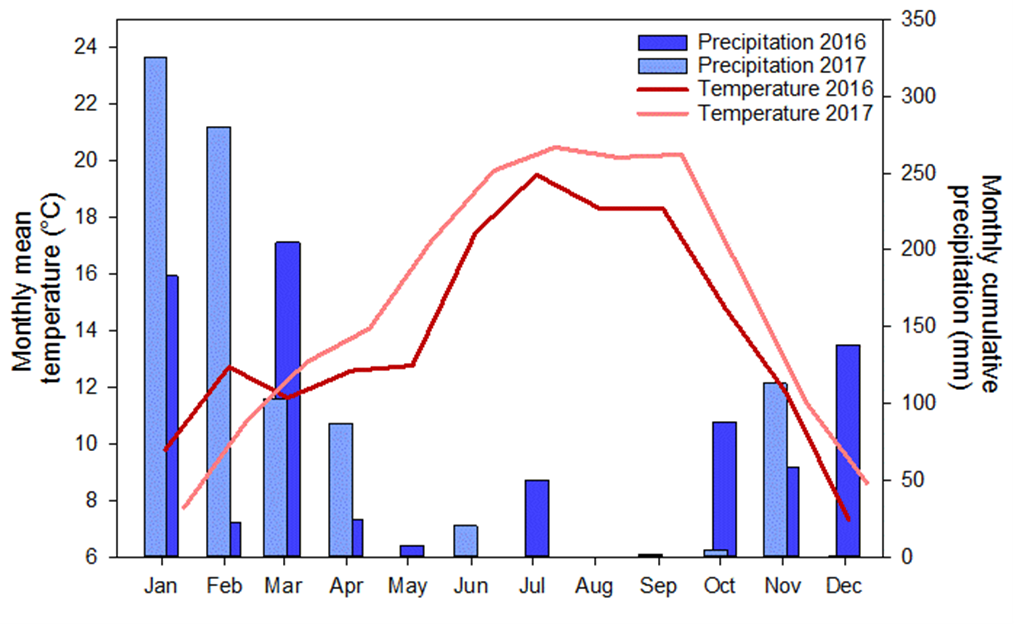 Precipitation 2016
Precipitation 2017
Temperature 2016
Temperature 2017
Monthly mean
temperature (°C)
24
22
20
18
16
14
12
10
8
6
350
300
250
200
150
100
50
0
Monthly cumulative
precipitation (mm)
Jan Feb Mar Apr May Jun Jul Aug Sep Oct Nov Dec